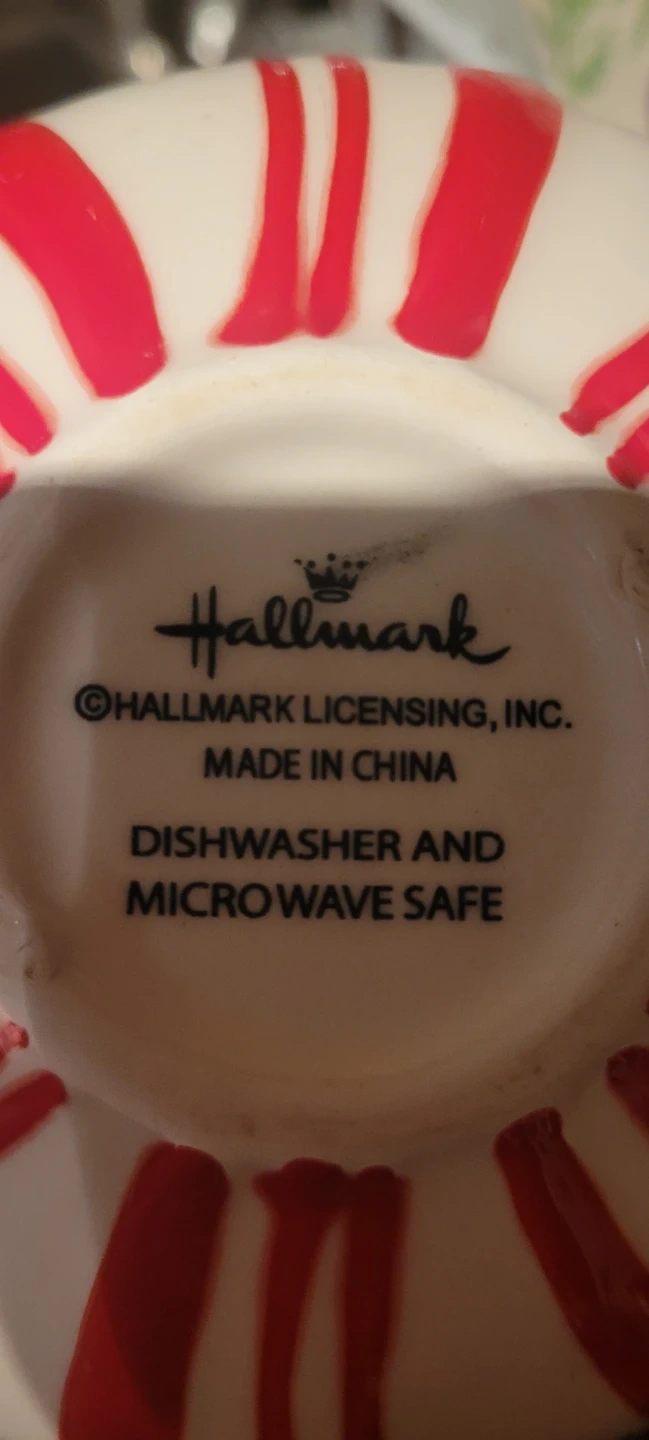 Hallmark
©HALLMARK LICENSING, INC.
MADE IN CHINA
DISHWASHER AND
MICROWAVE SAFE